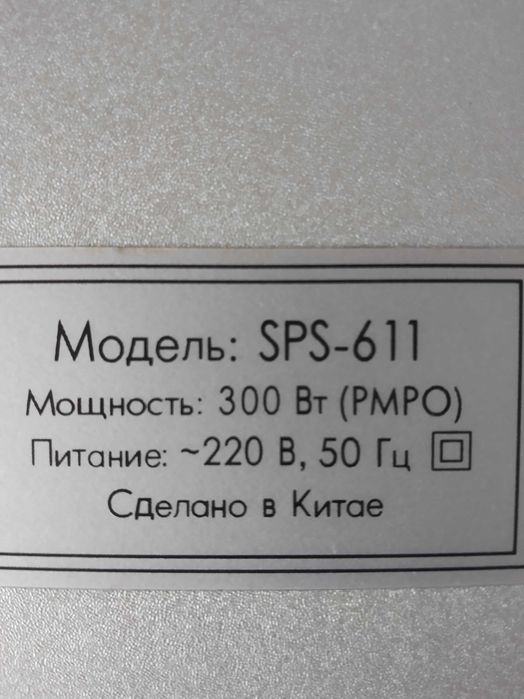 Модель: SPS-611
Мощность: 300 Вт (PMPO)
Питание: ~220 В, 50 Гц
Сделано в Китае